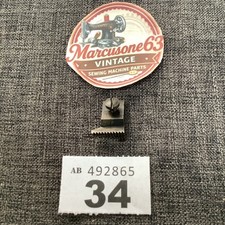 Marcusone63
VINTAGE
SEWING MACHINE PARTS
AB 492865
34